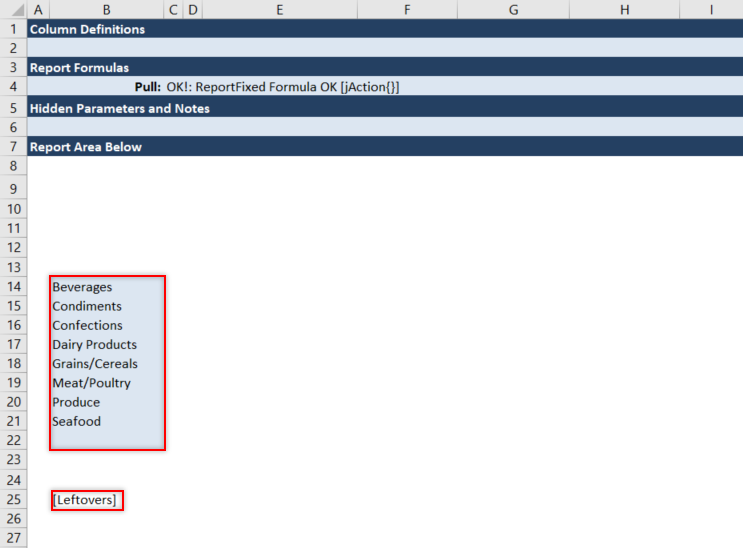 A B C D E F G H I
1 Column Definitions
2
3 Report Formulas
4 Pull: OK!: ReportFixed Formula OK [jAction{}]
5 Hidden Parameters and Notes
6
7 Report Area Below
8
9
10
11
12
13
14 Beverages
15 Condiments
16 Confections
17 Dairy Products
18 Grains/Cereals
19 Meat/Poultry
20 Produce
21 Seafood
22
23
24
25 [Leftovers]
26
27